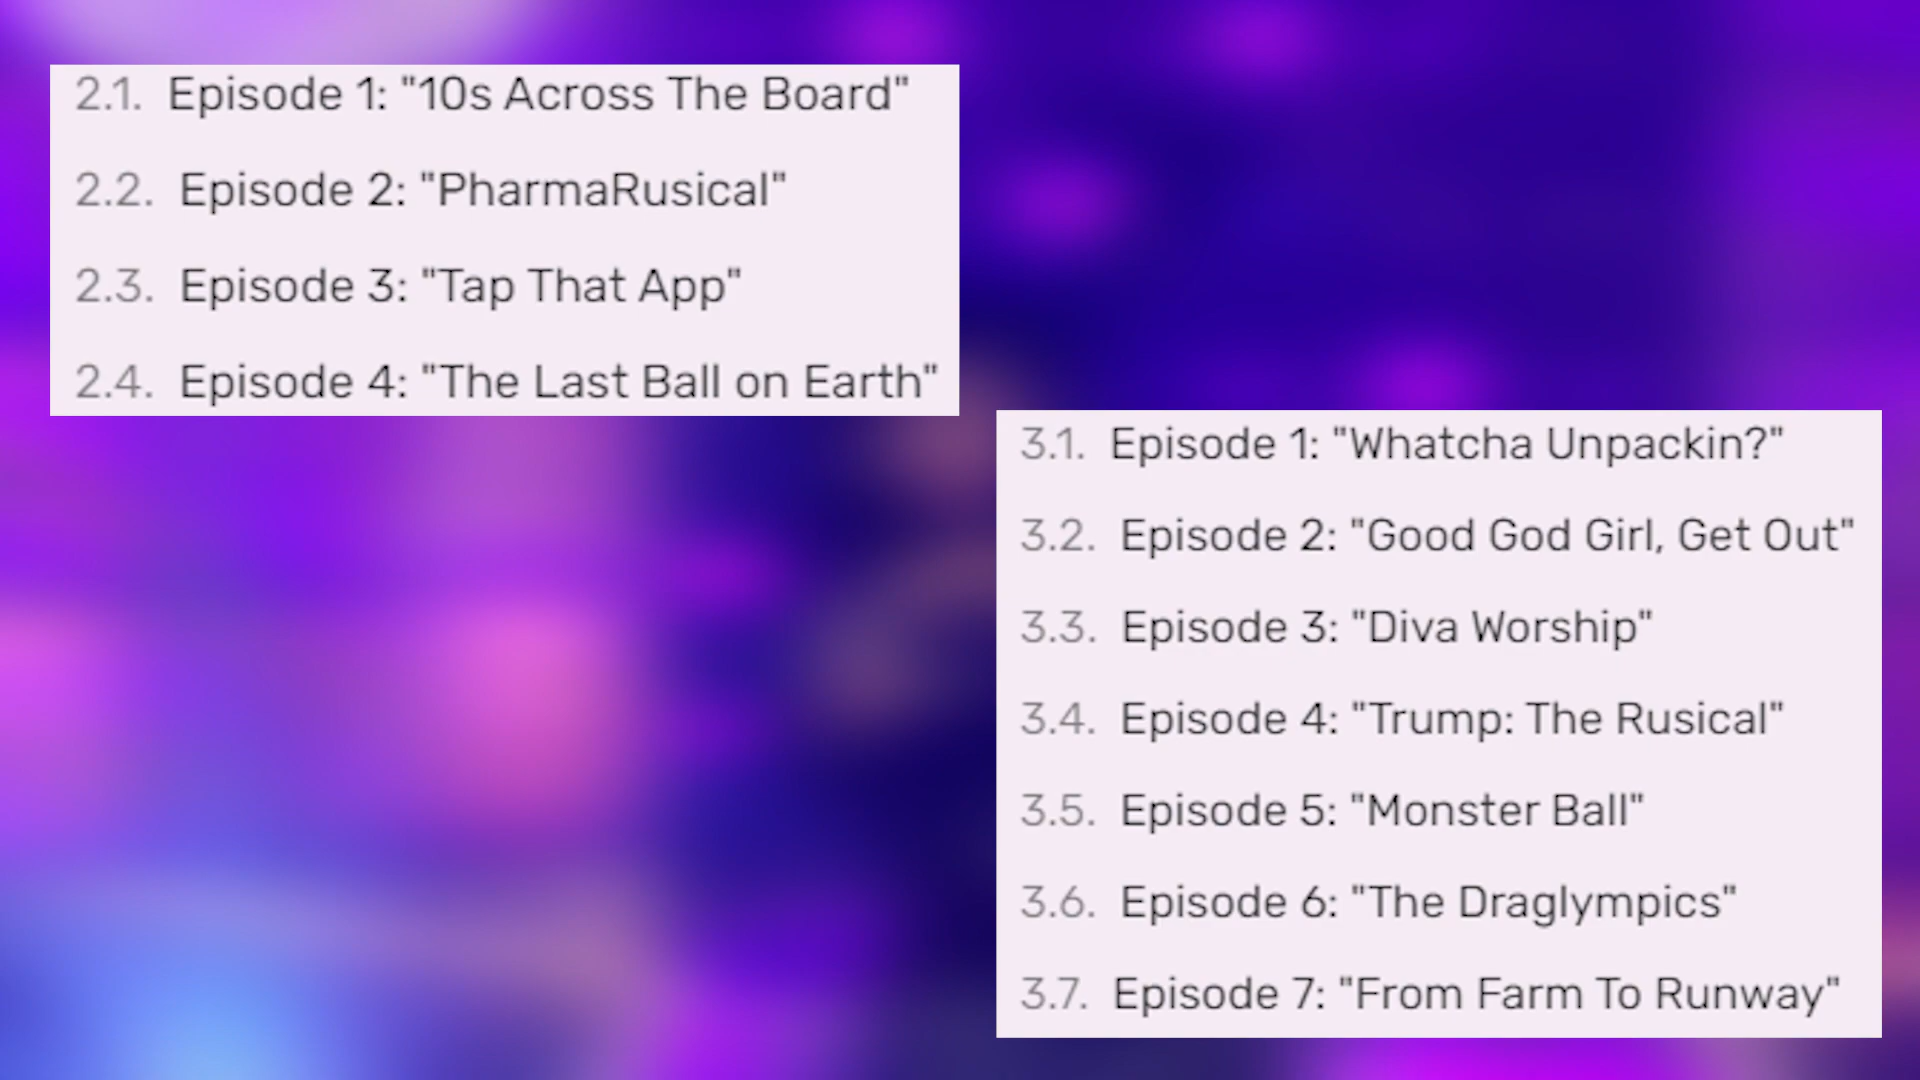 2.1. Episode 1: "10s Across The Board"
2.2. Episode 2: "PharmaRusical"
2.3. Episode 3: "Tap That App"
2.4. Episode 4: "The Last Ball on Earth"
3.1. Episode 1: "Whatcha Unpackin?"
3.2. Episode 2: "Good God Girl, Get Out"
3.3. Episode 3: "Diva Worship"
3.4. Episode 4: "Trump: The Rusical"
3.5. Episode 5: "Monster Ball"
3.6. Episode 6: "The Draglympics"
3.7. Episode 7: "From Farm To Runway"